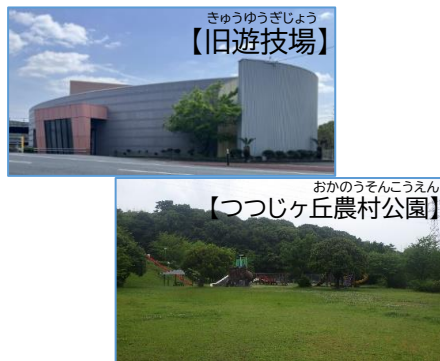 きゅうゆうぎじょう
【旧遊技場】
おかのうそんこうえん
【つつじヶ丘農村公園】